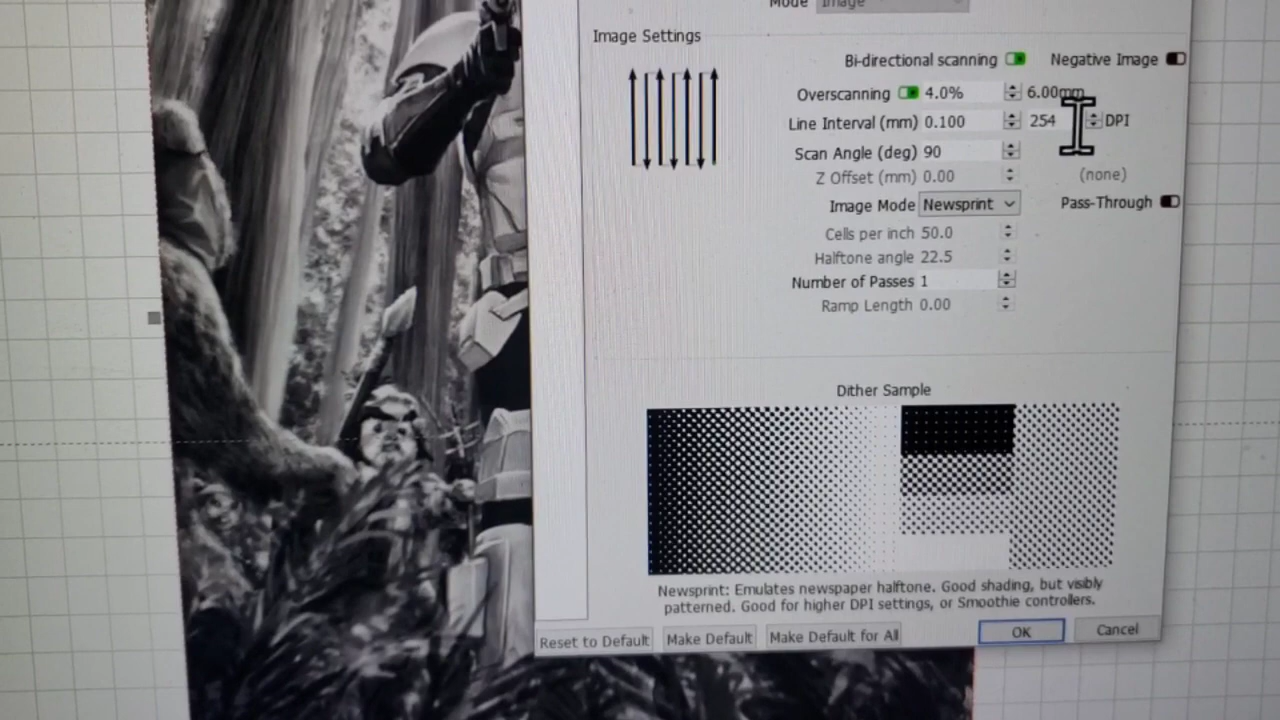 Mode Image
Image Settings
Bi-directional scanning Negative Image
Overscanning 4.0% 6.00mm
Line Interval (mm) 0.100 254 DPI
Scan Angle (deg) 90
Z Offset (mm) 0.00 (none)
Image Mode Newsprint Pass-Through
Cells per inch 50.0
Halftone angle 22.5
Number of Passes 1
Ramp Length 0.00
Dither Sample
Newsprint: Emulates newspaper halftone. Good shading, but visibly
patterned. Good for higher DPI settings, or Smoothie controllers.
Reset to Default Make Default Make Default for All OK Cancel